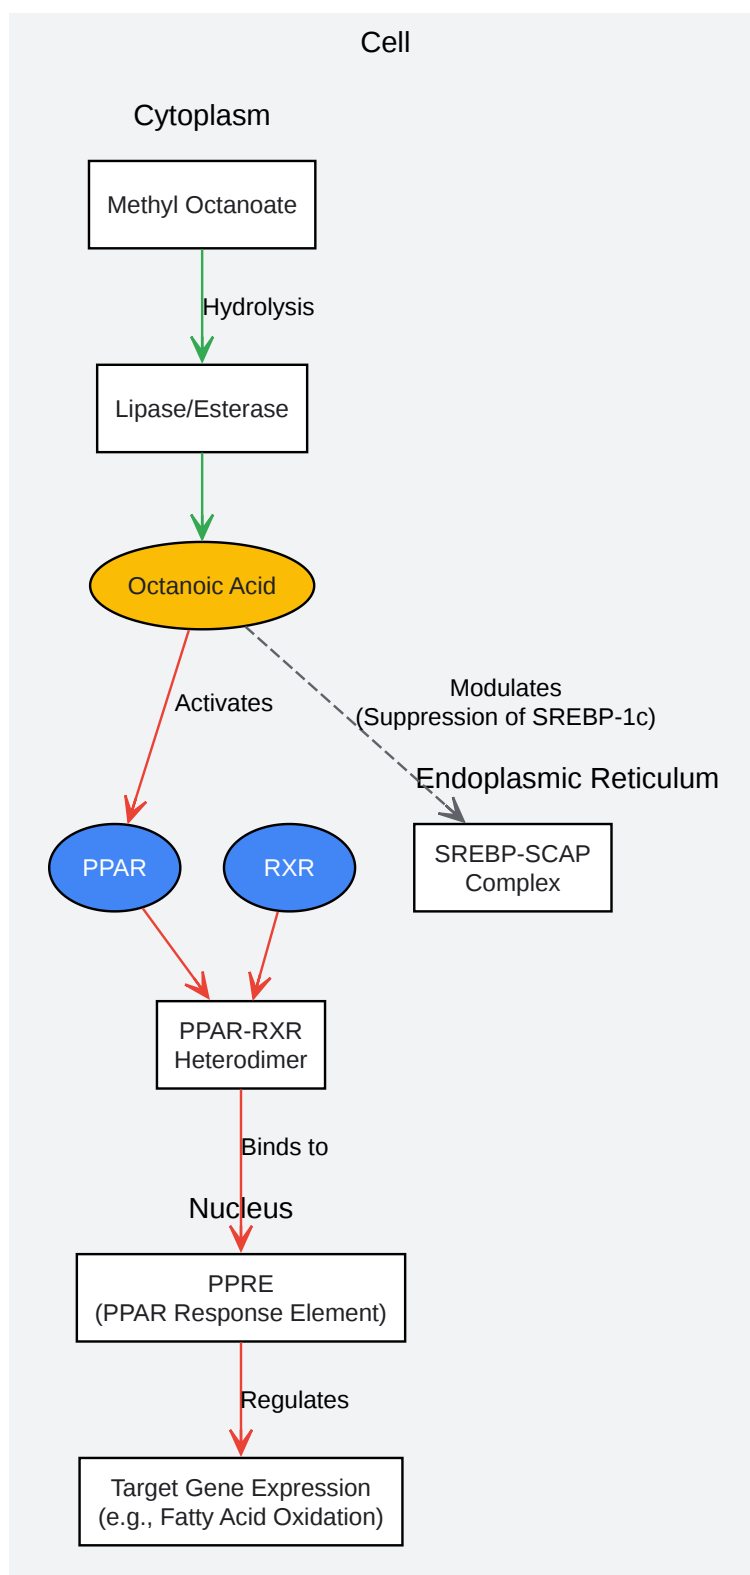 Cell
Cytoplasm
Methyl Octanoate
Hydrolysis
Lipase/Esterase
Octanoic Acid
Activates
Modulates
(Suppression of SREBP-1c)
Endoplasmic Reticulum
PPAR
RXR
SREBP-SCAP
Complex
PPAR-RXR
Heterodimer
Binds to
Nucleus
PPRE
(PPAR Response Element)
Regulates
Target Gene Expression
(e.g., Fatty Acid Oxidation)